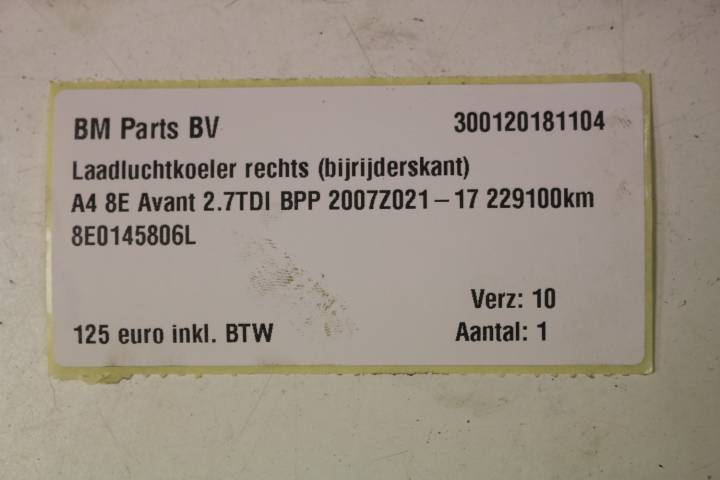 BM Parts BV 300120181104
Laadluchtkoeler rechts (bijrijderskant)
A4 8E Avant 2.7TDI BPP 2007Z021-17 229100km
8E0145806L
Verz: 10
125 euro inkl. BTW Aantal: 1